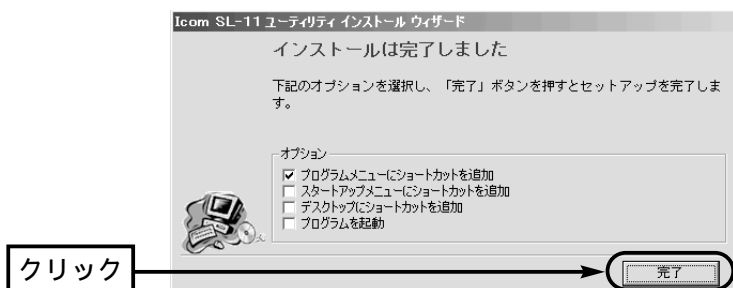 Icom SL-11 ユーティリティ インストール ウィザード
インストールは完了しました
下記のオプションを選択し、「完了」ボタンを押すとセットアップを完了しま
す。
オプション
プログラムメニューにショートカットを追加
スタートアップメニューにショートカットを追加
デスクトップにショートカットを追加
プログラムを起動
クリック
完了